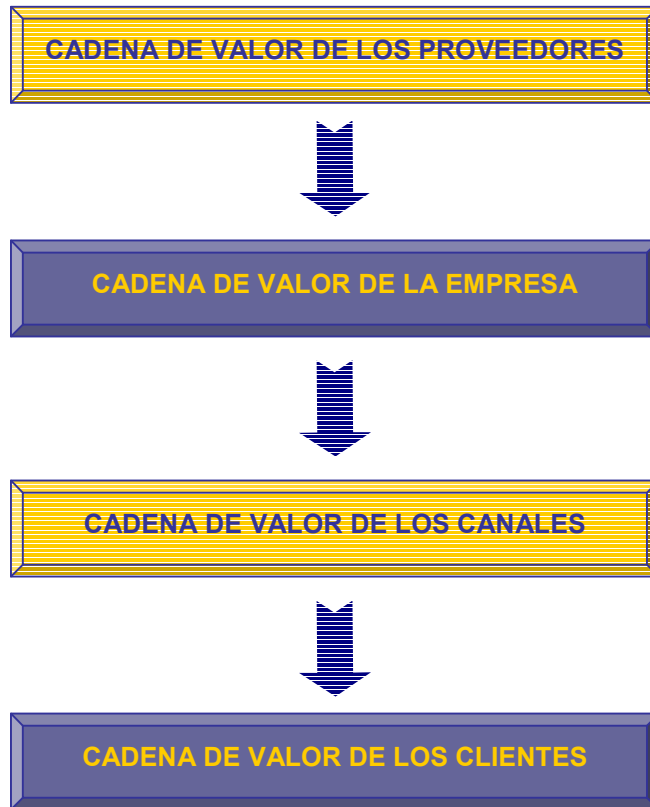 CADENA DE VALOR DE LOS PROVEEDORES
CADENA DE VALOR DE LA EMPRESA
CADENA DE VALOR DE LOS CANALES
CADENA DE VALOR DE LOS CLIENTES